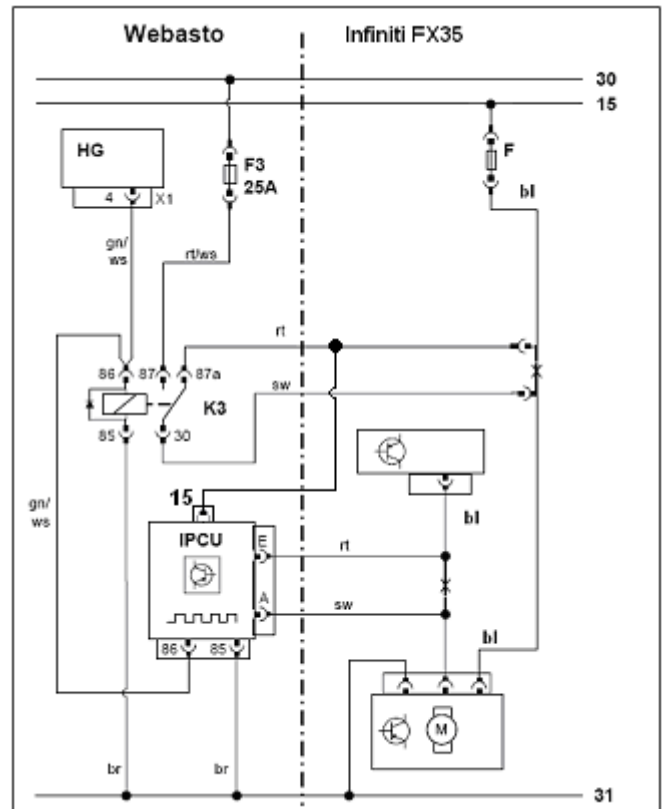 Webasto
Infiniti FX35
30
15
HG
F3
25A
F
4
X1
bl
gn/
ws
rt/ws
rt
86
87
87a
sw
K3
85
30
15
bl
gn/
ws
IPCU
E
rt
A
sw
86
85
bl
M
br
br
31